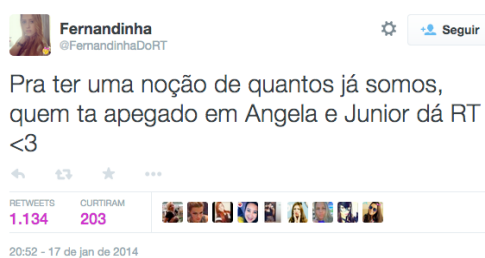 Fernandinha
@FernandinhaDoRT
Seguir
Pra ter uma noção de quantos já somos,
quem ta apegado em Angela e Junior dá RT
<3
RETWEETS CURTIRAM
1.134 203
20:52 - 17 de jan de 2014